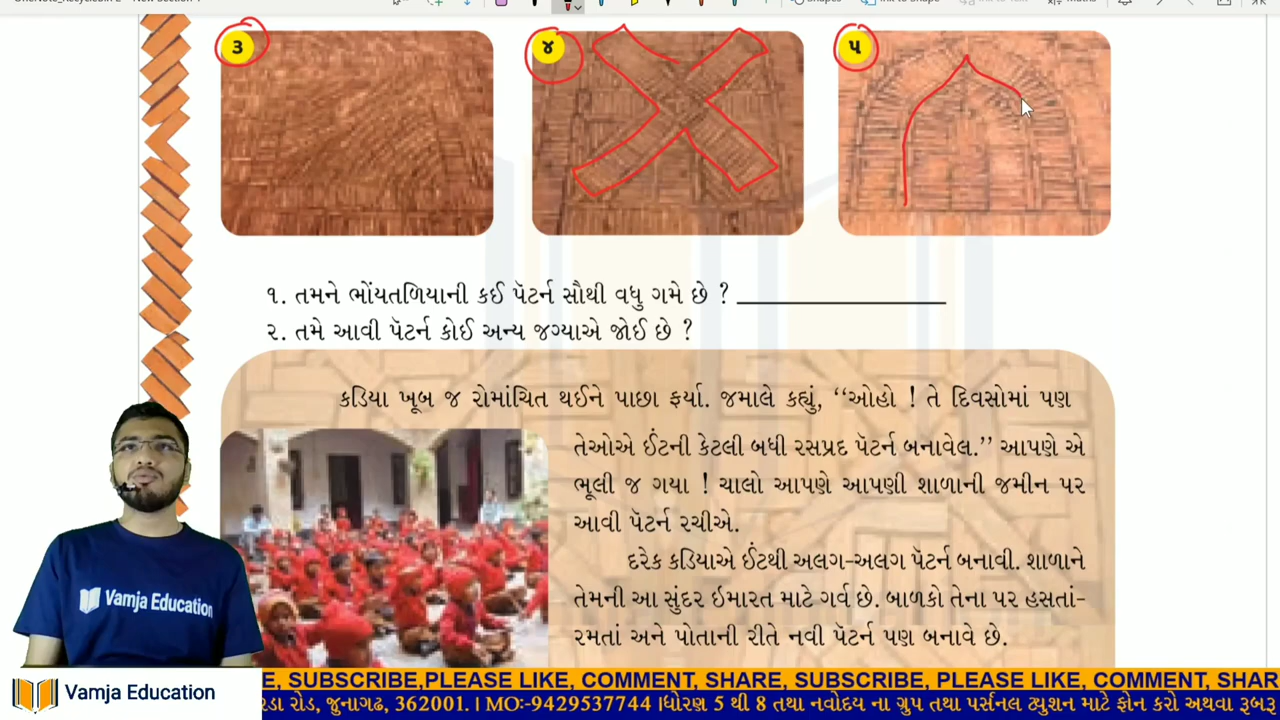 ૩
૪
૫
૧. તમને ભોંયતળિયાની કઈ પૅટર્ન સૌથી વધુ ગમે છે ?
૨. તમે આવી પૅટર્ન કોઈ અન્ય જગ્યાએ જોઈ છે ?
કડિયા ખૂબ જ રોમાંચિત થઈને પાછા ફર્યા. જમાલે કહ્યું, “ઓહો ! તે દિવસોમાં પણ
તેઓએ ઈંટની કેટલી બધી રસપ્રદ પૅટર્ન બનાવેલ.” આપણે એ
ભૂલી જ ગયા ! ચાલો આપણે આપણી શાળાની જમીન પર
આવી પૅટર્ન રચીએ.
દરેક કડિયાએ ઈંટથી અલગ-અલગ પૅટર્ન બનાવી. શાળાને
તેમની આ સુંદર ઈમારત માટે ગર્વ છે. બાળકો તેના પર હસતાં-
રમતાં અને પોતાની રીતે નવી પૅટર્ન પણ બનાવે છે.
Vamja Education
Vamja Education
E, SUBSCRIBE,PLEASE LIKE, COMMENT, SHARE, SUBSCRIBE, PLEASE LIKE, COMMENT, SHAR
રડા રોડ, જુનાગઢ, 362001. I MO:-9429537744 lધોરણ 5 થી 8 તથા નવોદય ના ગ્રુપ તથા પર્સનલ ટ્યુશન માટે ફોન કરો અથવા રૂબરૂ